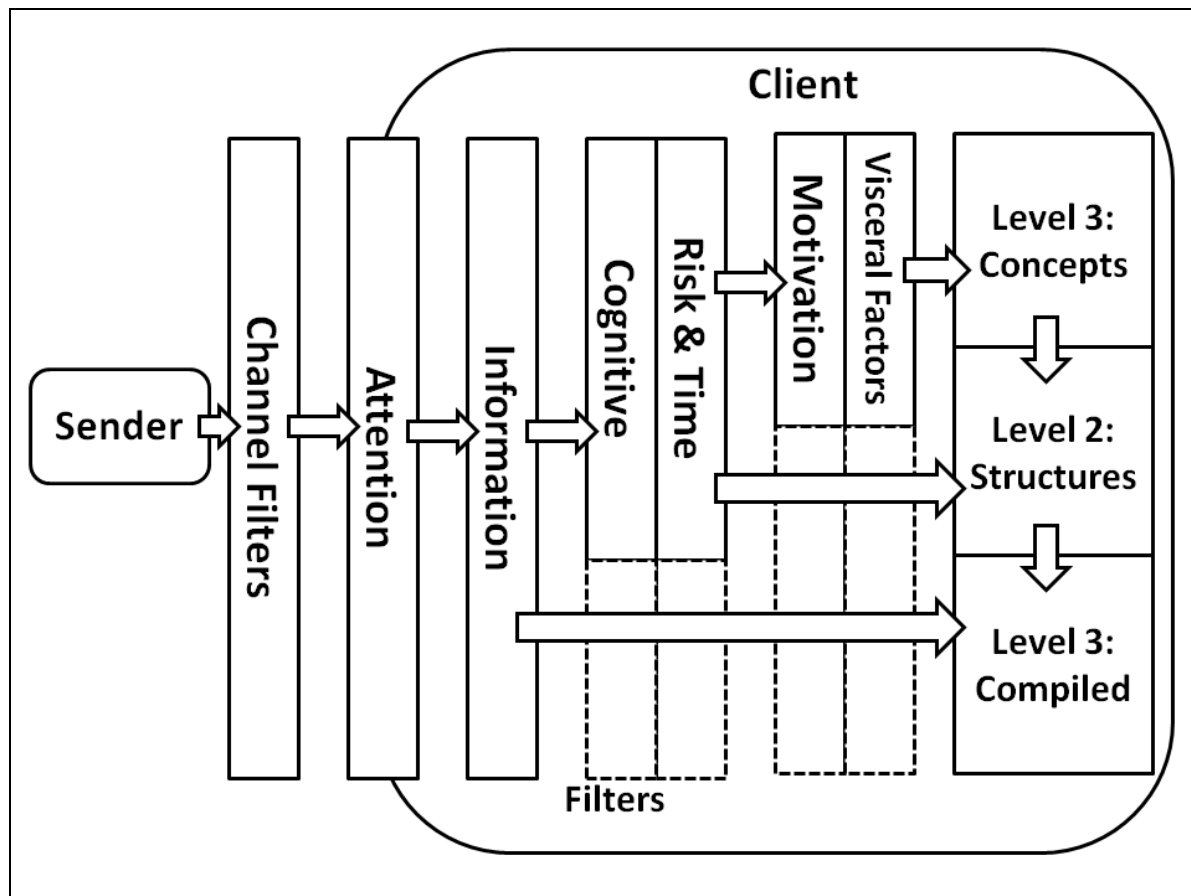 Client
Sender
Channel Filters
Attention
Information
Cognitive
Risk & Time
Motivation
Visceral Factors
Level 3:
Concepts
Level 2:
Structures
Level 3:
Compiled
Filters